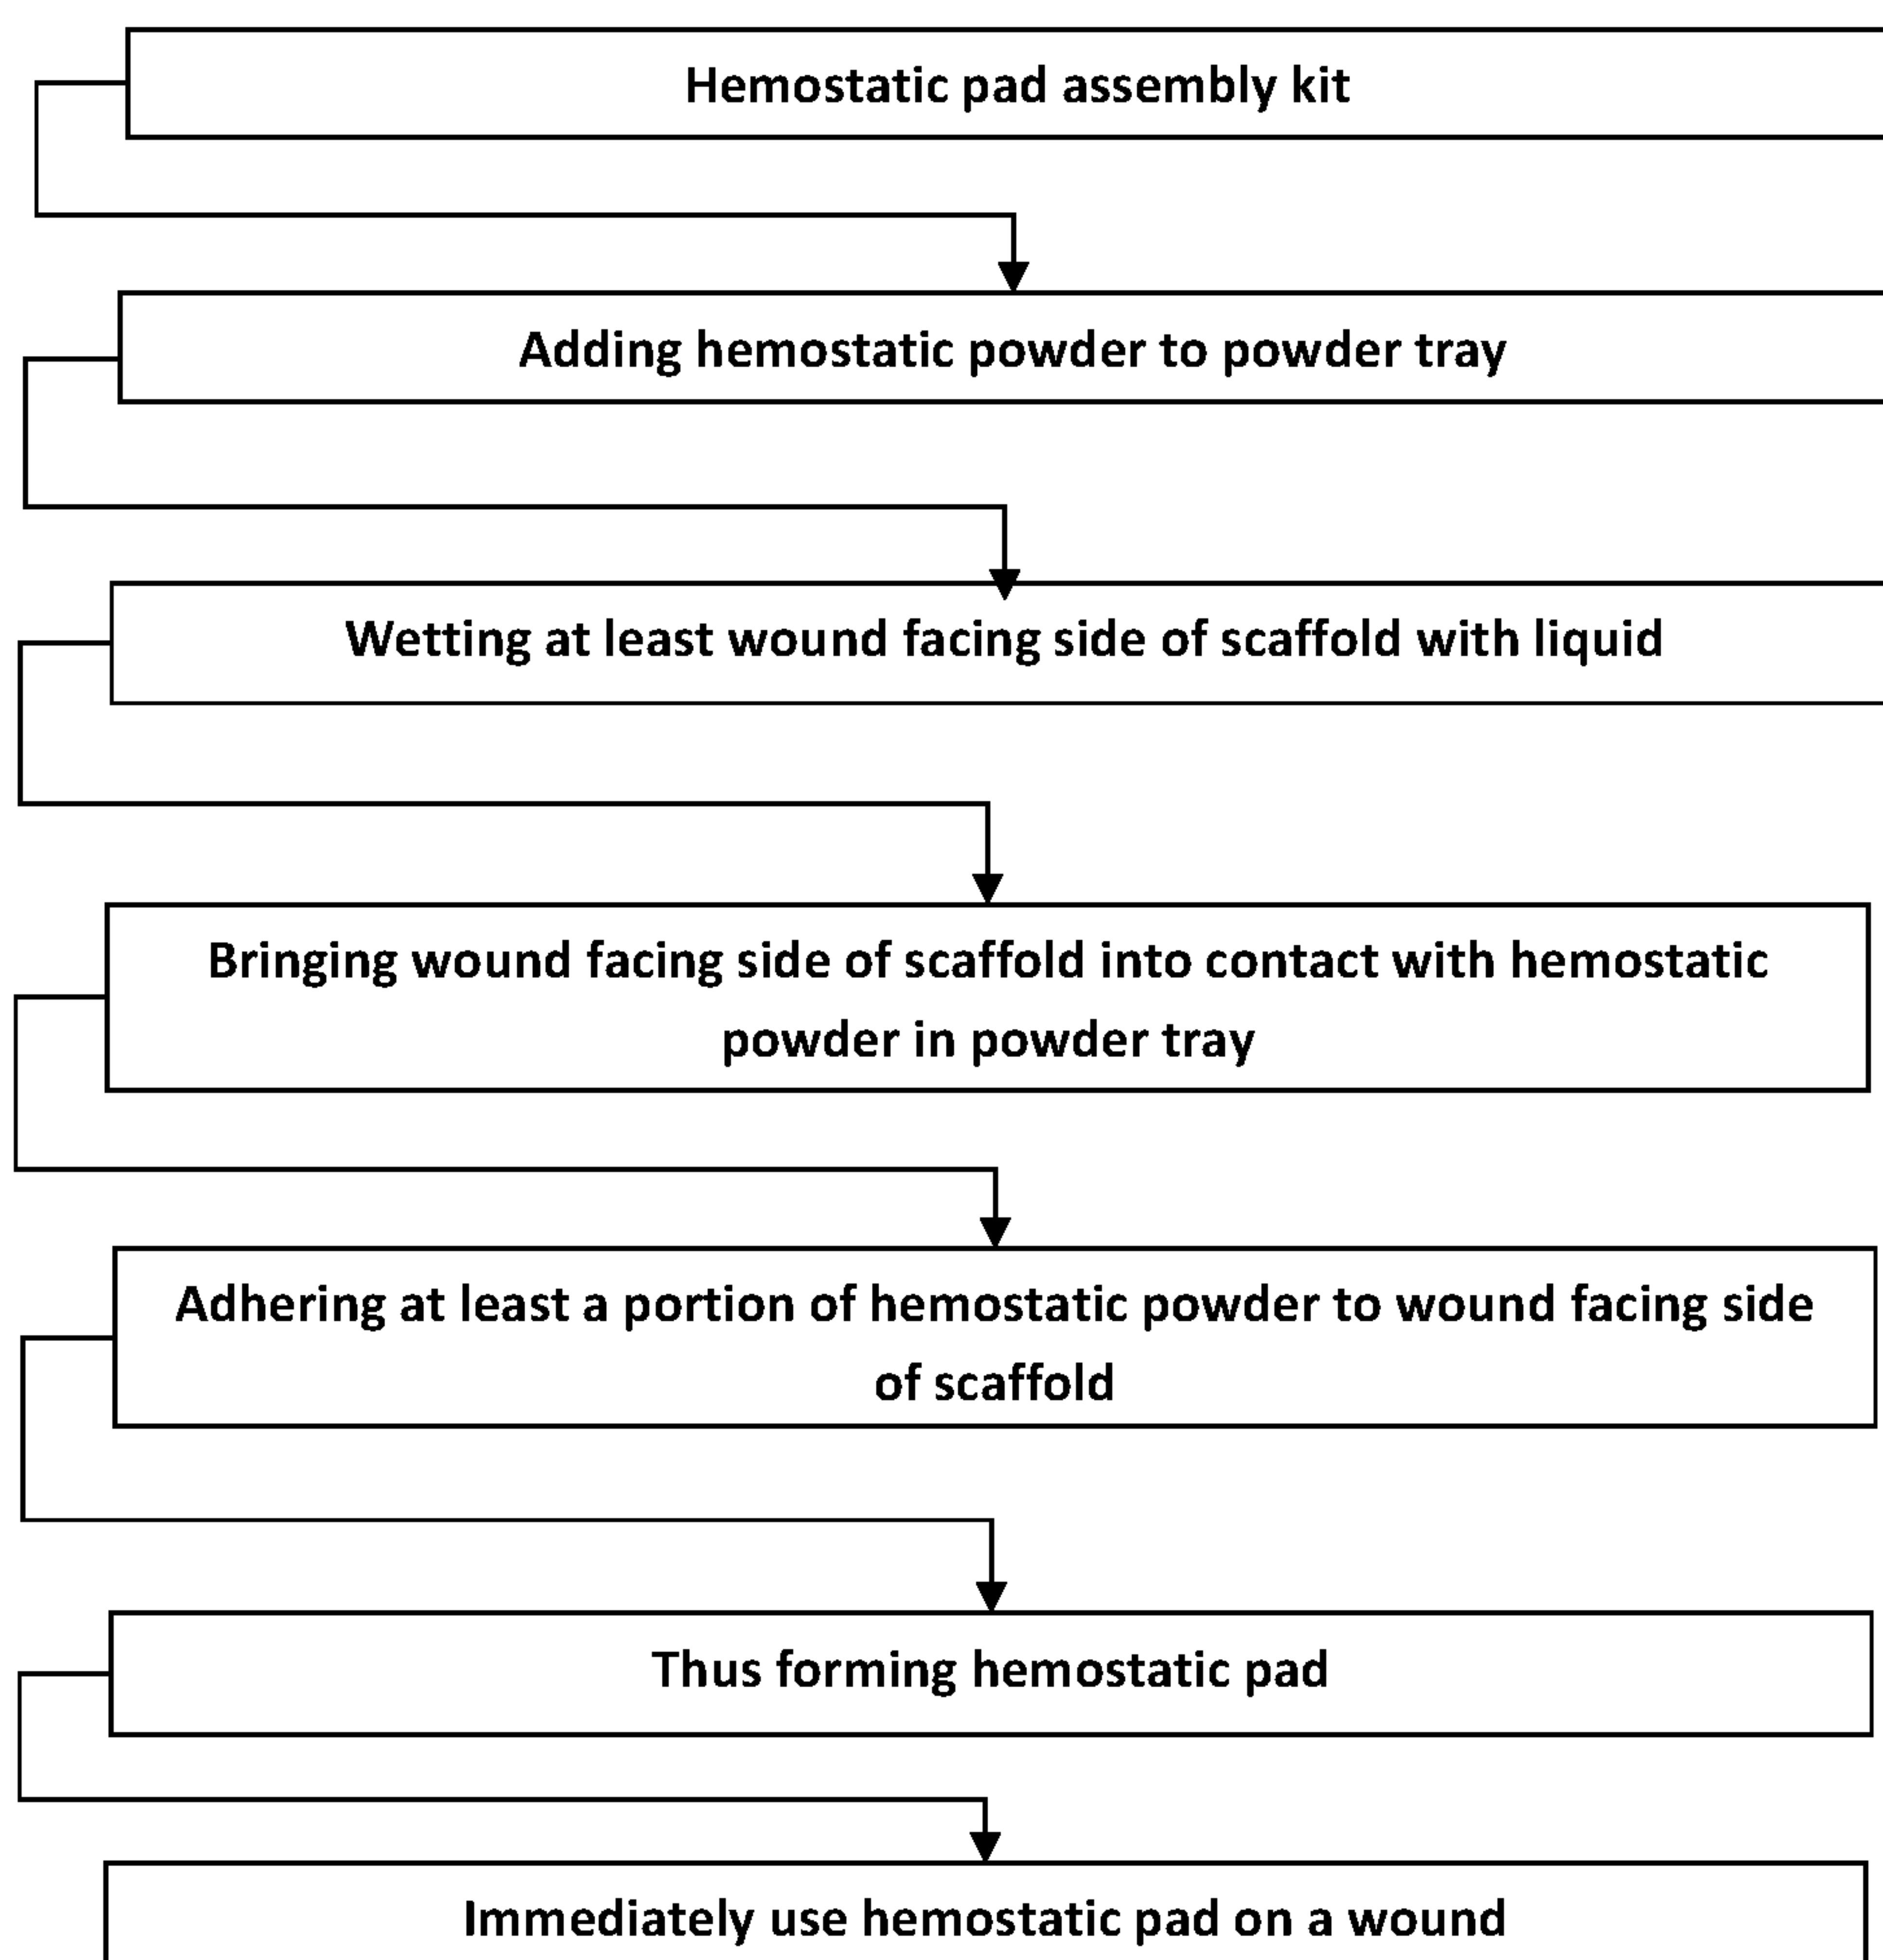 Hemostatic pad assembly kit
Adding hemostatic powder to powder tray
Wetting at least wound facing side of scaffold with liquid
Bringing wound facing side of scaffold into contact with hemostatic
powder in powder tray
Adhering at least a portion of hemostatic powder to wound facing side
of scaffold
Thus forming hemostatic pad
Immediately use hemostatic pad on a wound